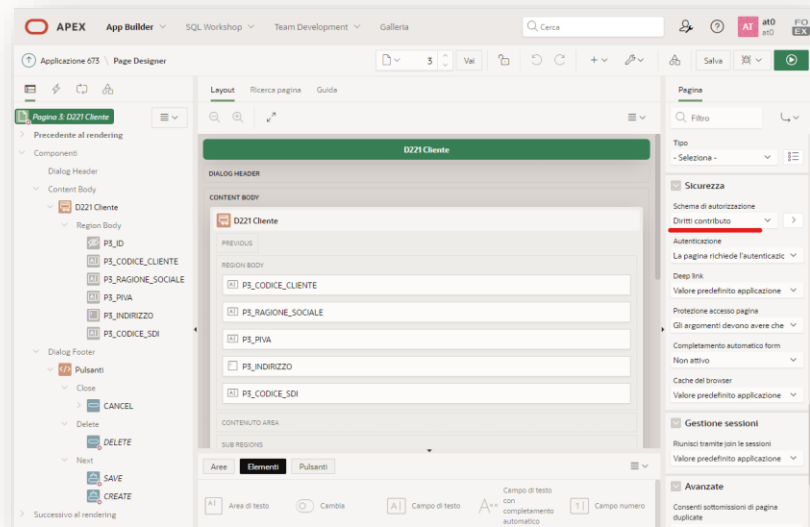 APEX App Builder SQL Workshop Team Development Galleria Cerca AT at0 at0 FO EX
Applicazione 673 \ Page Designer 3 Vai Salva
Pagina 3: D221 Cliente
Precedente al rendering
Componenti
Dialog Header
Content Body
D221 Cliente
Region Body
P3_ID
P3_CODICE_CLIENTE
P3_RAGIONE_SOCIALE
P3_PIVA
P3_INDIRIZZO
P3_CODICE_SDI
Dialog Footer
Pulsanti
Close
CANCEL
Delete
DELETE
Next
SAVE
CREATE
Successivo al rendering
Layout Ricerca pagina Guida
D221 Cliente
DIALOG HEADER
CONTENT BODY
D221 Cliente
PREVIOUS
REGION BODY
P3_CODICE_CLIENTE
P3_RAGIONE_SOCIALE
P3_PIVA
P3_INDIRIZZO
P3_CODICE_SDI
CONTENUTO AREA
SUB REGIONS
Aree Elementi Pulsanti
Area di testo
Cambia
Campo di testo
Campo di testo
con
completamento
automatico
Campo numero
Pagina
Filtro
Tipo
- Seleziona -
Sicurezza
Schema di autorizzazione
Diritti contributo
Autenticazione
La pagina richiede l'autenticazic
Deep link
Valore predefinito applicazione
Protezione accesso pagina
Gli argomenti devono avere che
Completamento automatico form
Non attivo
Cache del browser
Valore predefinito applicazione
Gestione sessioni
Riunisci tramite join le sessioni
Valore predefinito applicazione
Avanzate
Consenti sottomissioni di pagina
duplicate